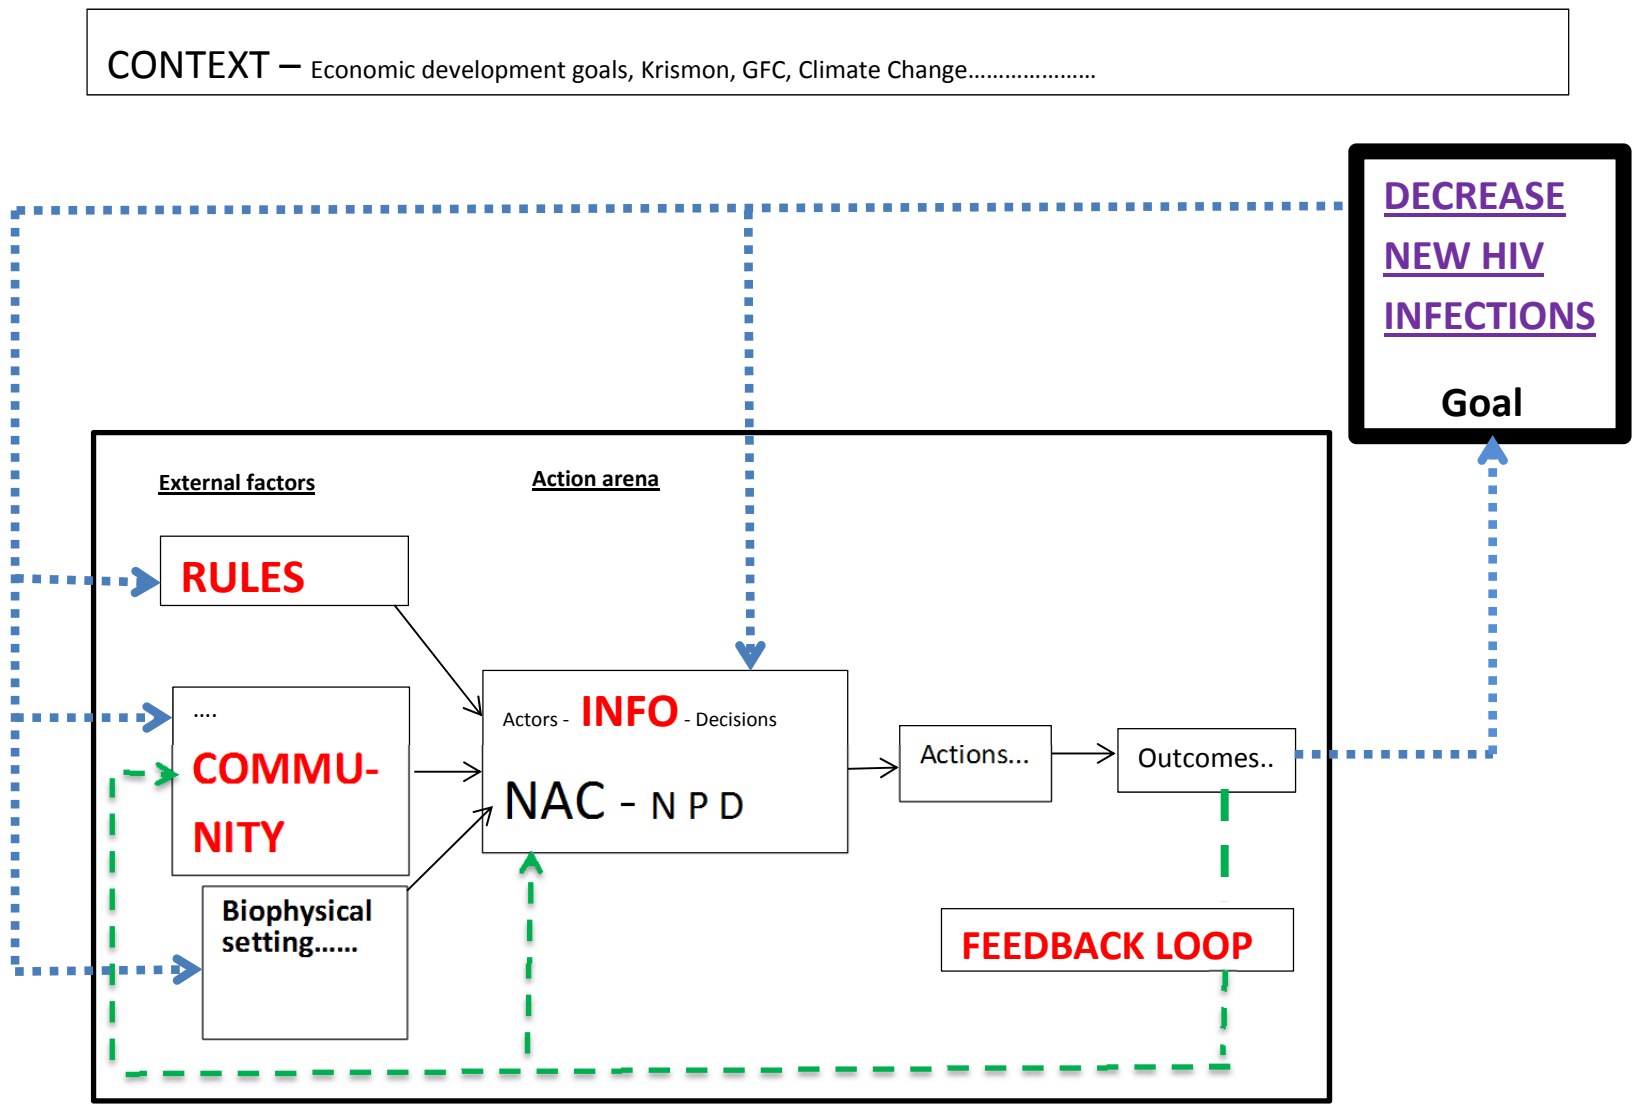 CONTEXT – Economic development goals, Krismon, GFC, Climate Change.....................
DECREASE
NEW HIV
INFECTIONS
Goal
External factors
Action arena
RULES
....
COMMU-
NITY
Biophysical
setting......
Actors - INFO - Decisions
NAC - N P D
Actions...
Outcomes..
FEEDBACK LOOP